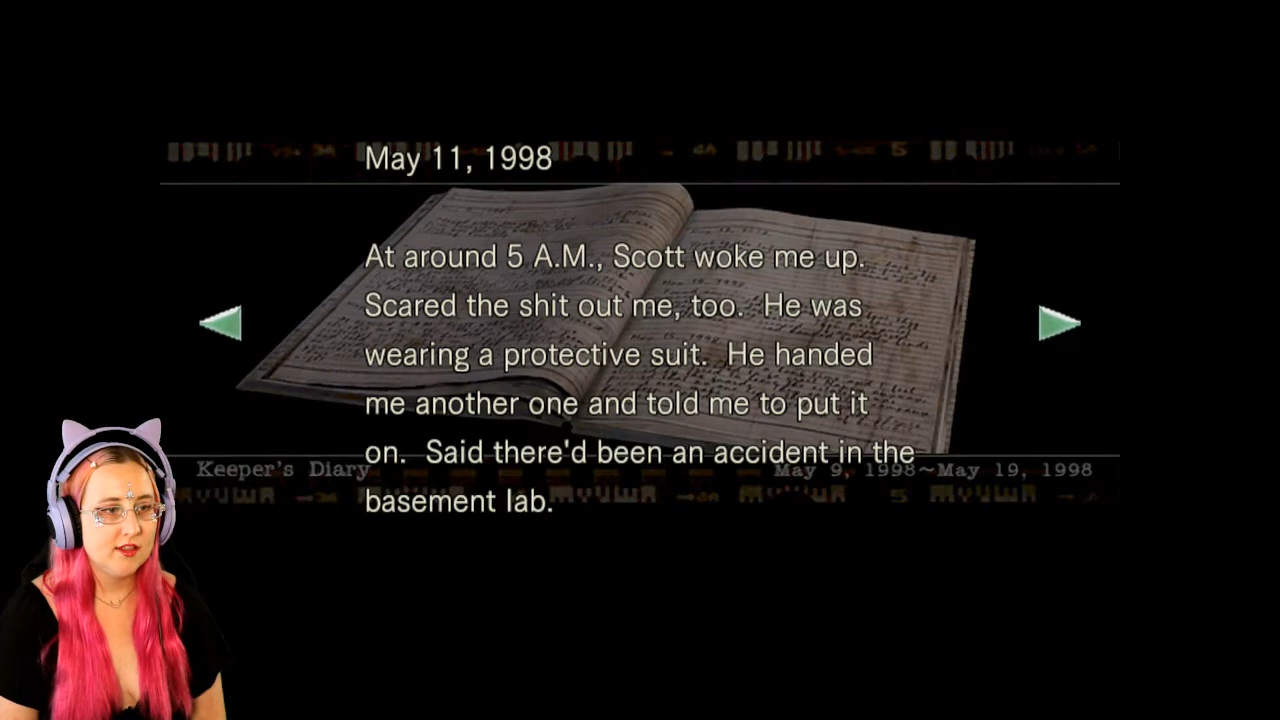 May 11, 1998
At around 5 A.M., Scott woke me up.
Scared the shit out me, too. He was
wearing a protective suit. He handed
me another one and told me to put it
on. Said there'd been an accident in the
basement lab.
Keeper's Diary
May 9, 1998~May 19, 1998